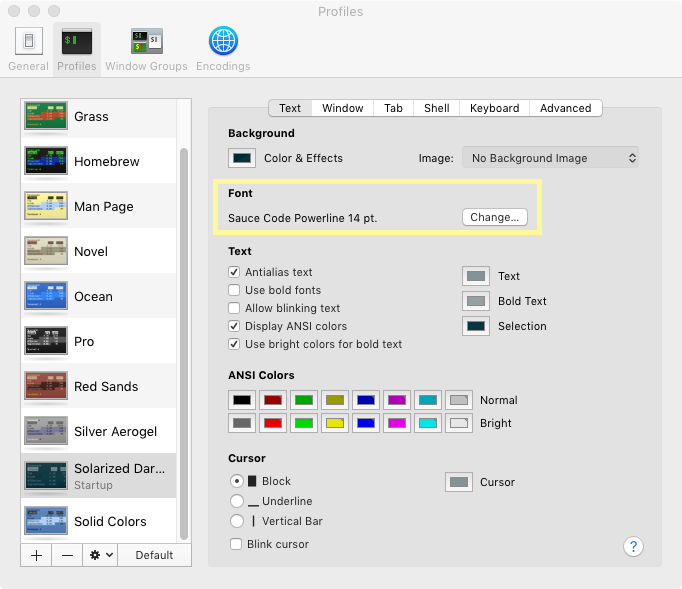 Profiles
General
Profiles
Window Groups
Encodings
Grass
Homebrew
Man Page
Novel
Ocean
Pro
Red Sands
Silver Aerogel
Solarized Dar...
Startup
Solid Colors
Default
Text
Window
Tab
Shell
Keyboard
Advanced
Background
Color & Effects
Image:
No Background Image
Font
Sauce Code Powerline 14 pt.
Change...
Text
Antialias text
Use bold fonts
Allow blinking text
Display ANSI colors
Use bright colors for bold text
Text
Bold Text
Selection
ANSI Colors
Normal
Bright
Cursor
Block
Underline
Vertical Bar
Blink cursor
Cursor
?